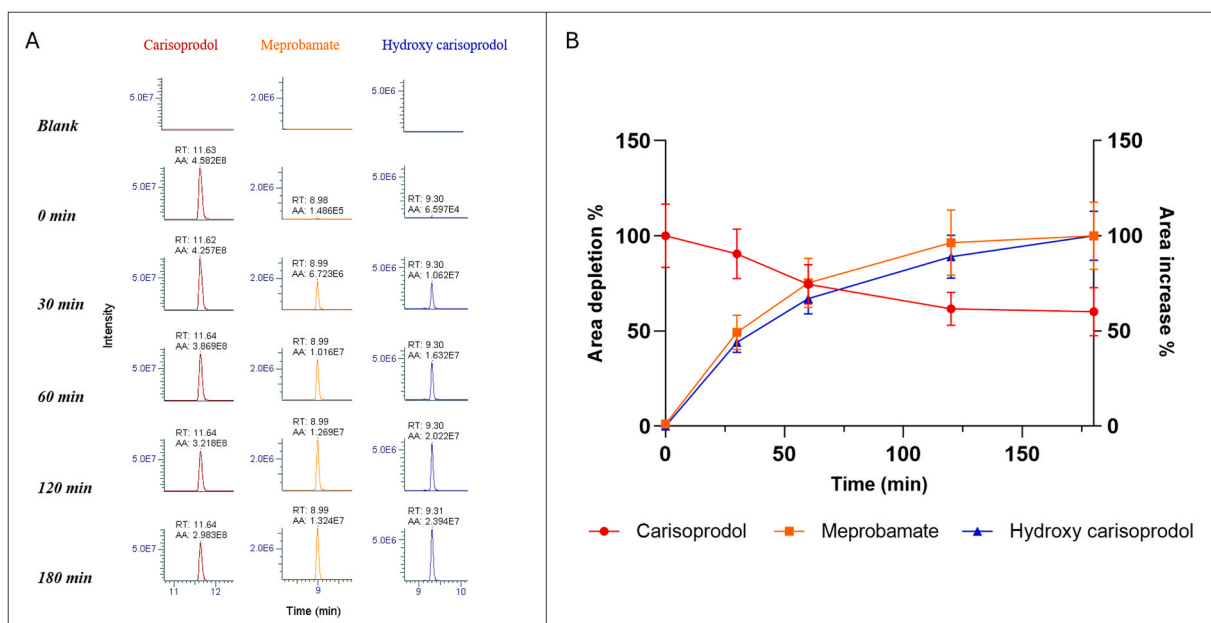 A
Carisoprodol Meprobamate Hydroxy carisoprodol
Blank
5.0E7 2.0E6 5.0E6
0 min
RT: 11.63
AA: 4.582E8
5.0E7
RT: 8.98
AA: 1.486E5
2.0E6
RT: 9.30
AA: 6.597E4
5.0E6
30 min
RT: 11.62
AA: 4.257E8
5.0E7
RT: 8.99
AA: 6.723E6
2.0E6
RT: 9.30
AA: 1.062E7
5.0E6
Intensity
60 min
RT: 11.64
AA: 3.869E8
5.0E7
RT: 8.99
AA: 1.016E7
2.0E6
RT: 9.30
AA: 1.632E7
5.0E6
120 min
RT: 11.64
AA: 3.218E8
5.0E7
RT: 8.99
AA: 1.269E7
2.0E6
RT: 9.30
AA: 2.022E7
5.0E6
180 min
RT: 11.64
AA: 2.983E8
5.0E7
RT: 8.99
AA: 1.324E7
2.0E6
RT: 9.31
AA: 2.394E7
5.0E6
11 12 9 9 10
Time (min)
B
150 150
100 100
50 50
0 0
Area depletion %
Area increase %
0 50 100 150
Time (min)
Carisoprodol Meprobamate Hydroxy carisoprodol